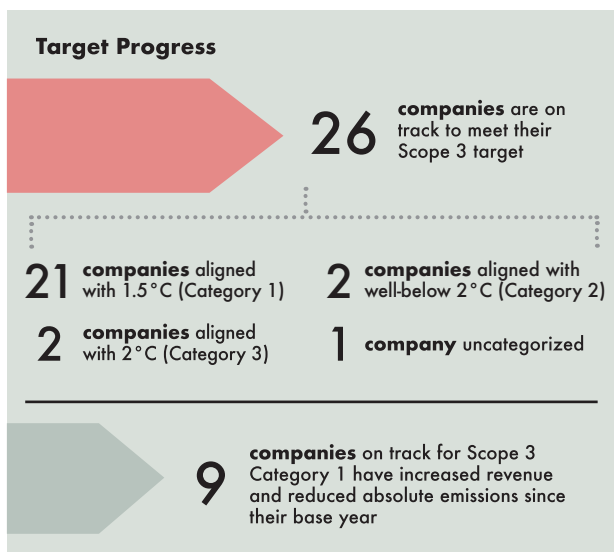 Target Progress
26
companies are on
track to meet their
Scope 3 target
21
companies aligned
with 1.5°C (Category 1)
2
companies aligned with
well-below 2°C (Category 2)
2
companies aligned
with 2°C (Category 3)
1
company uncategorized
9
companies on track for Scope 3
Category 1 have increased revenue
and reduced absolute emissions since
their base year